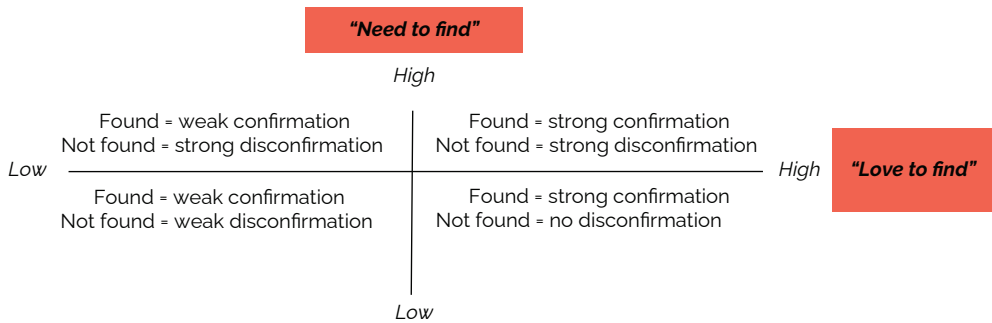 “Need to find”
High
Found = weak confirmation
Not found = strong disconfirmation
Found = strong confirmation
Not found = strong disconfirmation
Low
High
“Love to find”
Found = weak confirmation
Not found = weak disconfirmation
Found = strong confirmation
Not found = no disconfirmation
Low